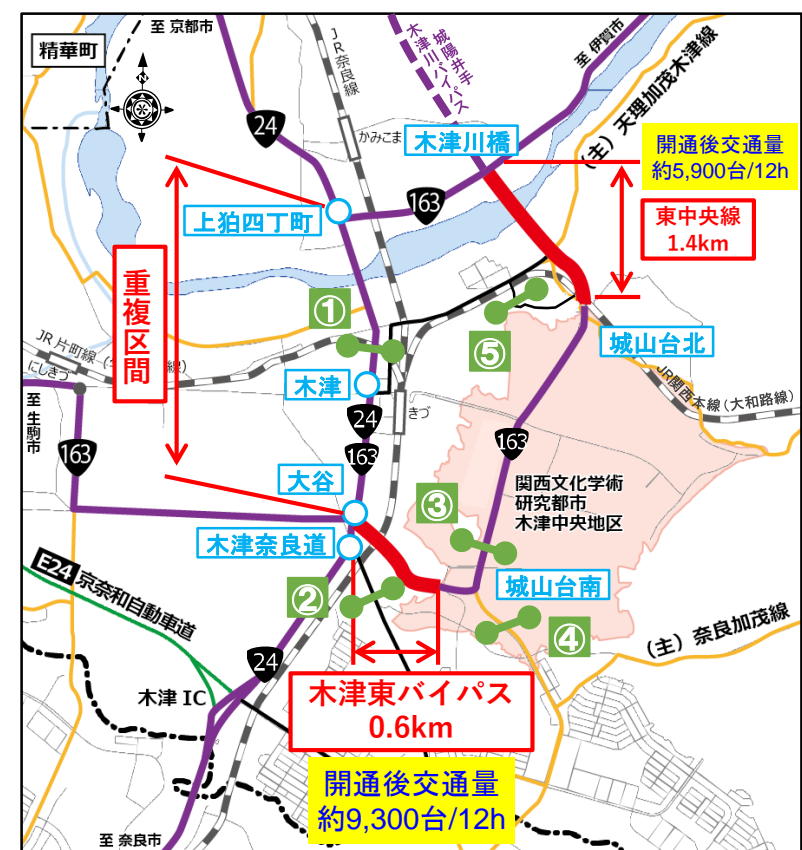 至 京都市
精華町
N
JR奈良線
城陽井手
木津川バイパス
至 伊賀市
(主)天理加茂木津線
24
かみこま
木津川橋
開通後交通量
約5,900台/12h
163
上狛四丁町
東中央線
1.4km
重複区間
①
⑤
城山台北
JR片町線
線)
にしきづ
木津
きづ
JR関西本線(大和路線)
至 生駒市
24
163
163
163
大谷
③
関西文化学術
研究都市
木津中央地区
木津奈良道
E24 京奈和自動車道
②
城山台南
④
(主)奈良加茂線
24
木津 IC
木津東バイパス
0.6km
開通後交通量
約9,300台/12h
至 奈良市